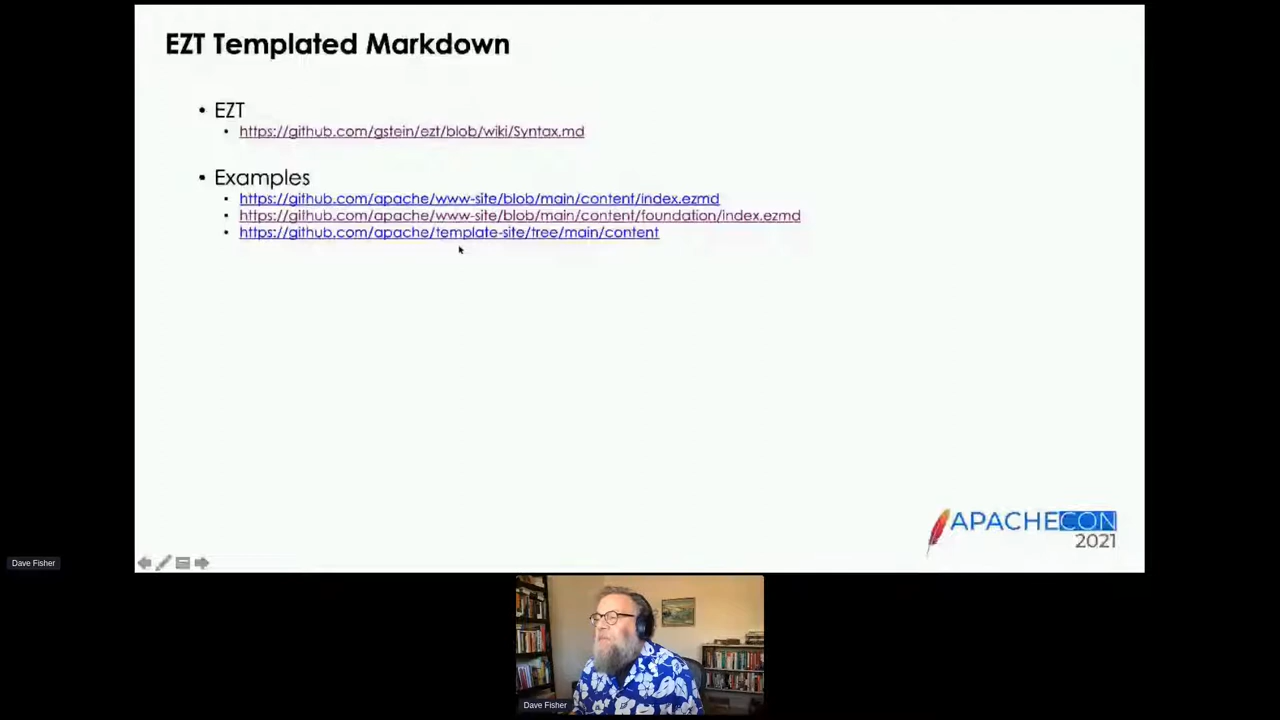 EZT Templated Markdown
• EZT
• https://github.com/gstein/ezt/blob/wiki/Syntax.md
• Examples
• https://github.com/apache/www-site/blob/main/content/index.ezmd
• https://github.com/apache/www-site/blob/main/content/foundation/index.ezmd
• https://github.com/apache/template-site/tree/main/content
APACHECON
2021
Dave Fisher
Dave Fisher